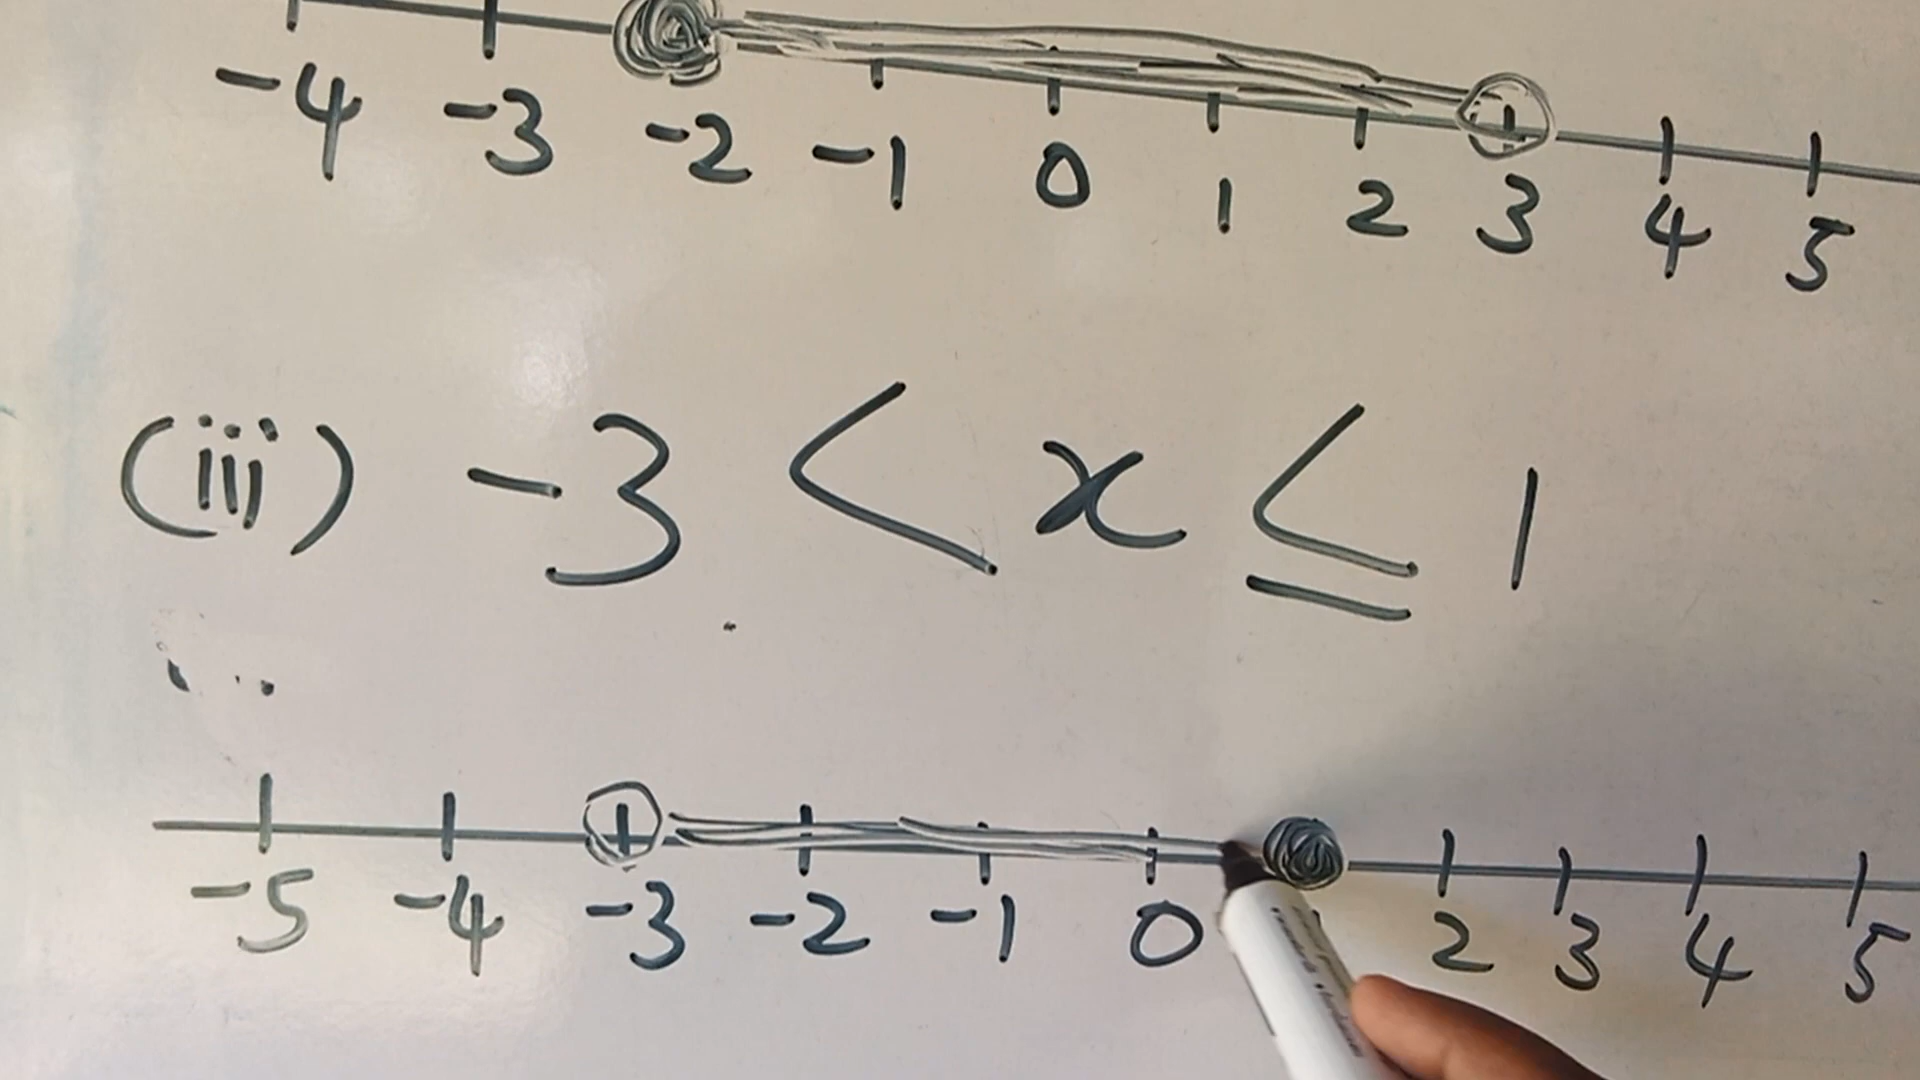 -4 -3 -2 -1 0 1 2 3 4 5
(iii) -3 < x ≤ 1
-5 -4 -3 -2 -1 0 2 3 4 5